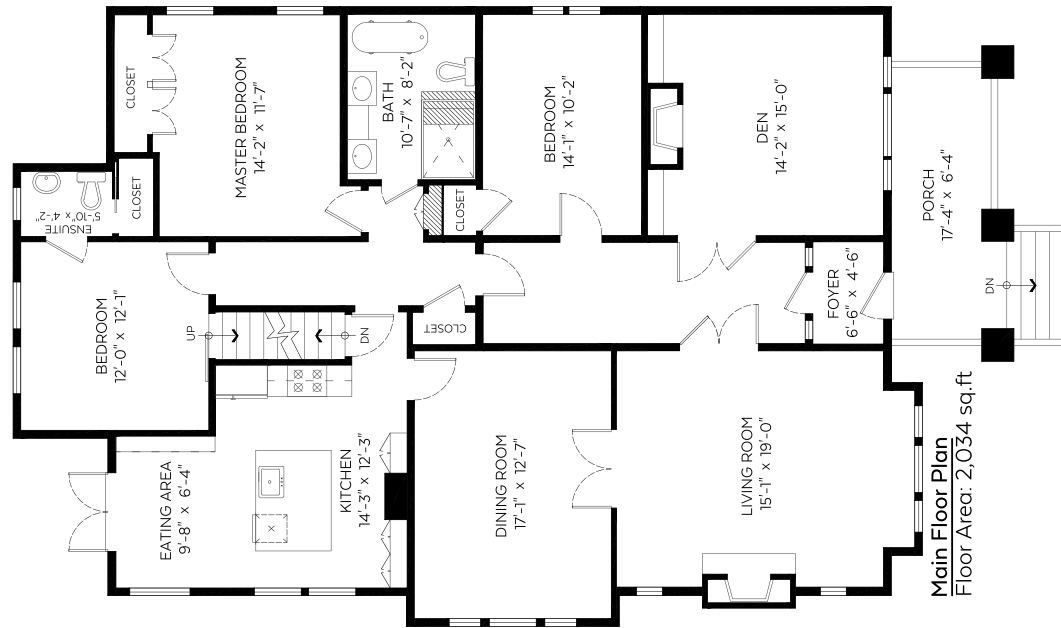 CLOSET
MASTER BEDROOM
14'-2" x 11'-7"
BATH
10'-7" x 8'-2"
BEDROOM
14'-1" x 10'-2"
DEN
14'-2" x 15'-0"
PORCH
17'-4" x 6'-4"
DN
ENSUITE
5'-10" x 4'-2"
CLOSET
CLOSET
FOYER
6'-6" x 4'-6"
BEDROOM
12'-0" x 12'-1"
UP
DN
CLOSET
EATING AREA
9'-8" x 6'-4"
KITCHEN
14'-3" x 12'-3"
DINING ROOM
17'-1" x 12'-7"
LIVING ROOM
15'-1" x 19'-0"
Main Floor Plan
Floor Area: 2,034 sq.ft